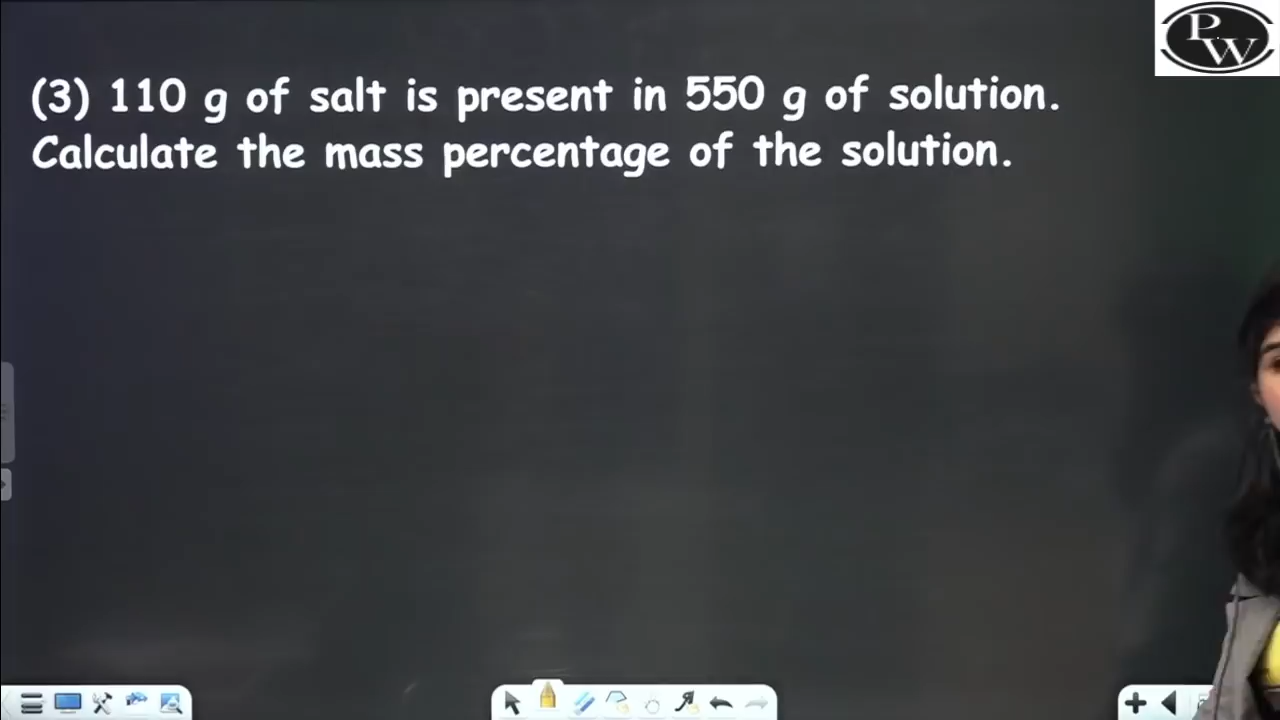 PW
(3) 110 g of salt is present in 550 g of solution.
Calculate the mass percentage of the solution.